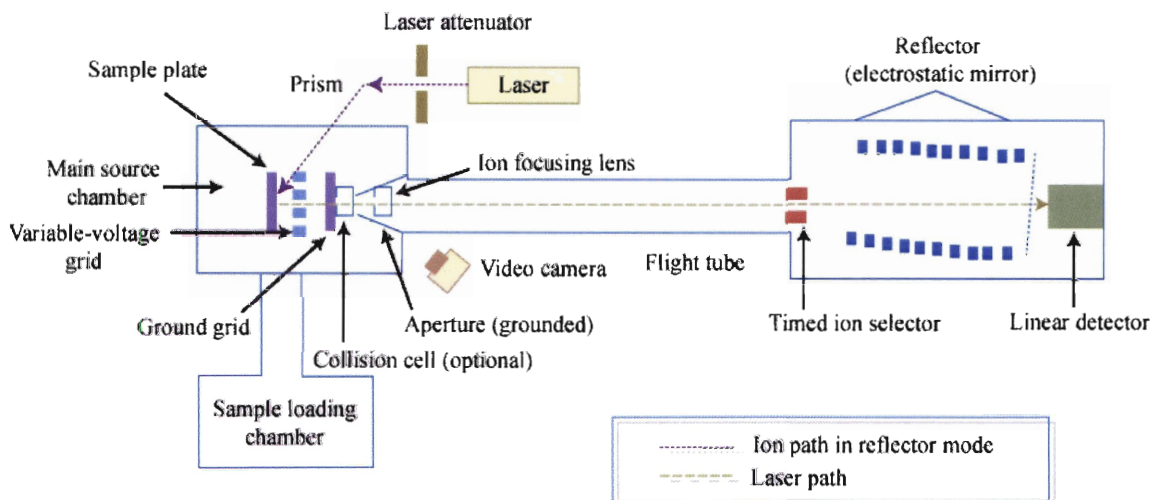 Laser attenuator
Sample plate
Prism
Laser
Reflector
(electrostatic mirror)
Main source
chamber
Ion focusing lens
Variable-voltage
grid
Video camera
Flight tube
Ground grid
Aperture (grounded)
Timed ion selector
Linear detector
Collision cell (optional)
Sample loading
chamber
Ion path in reflector mode
Laser path